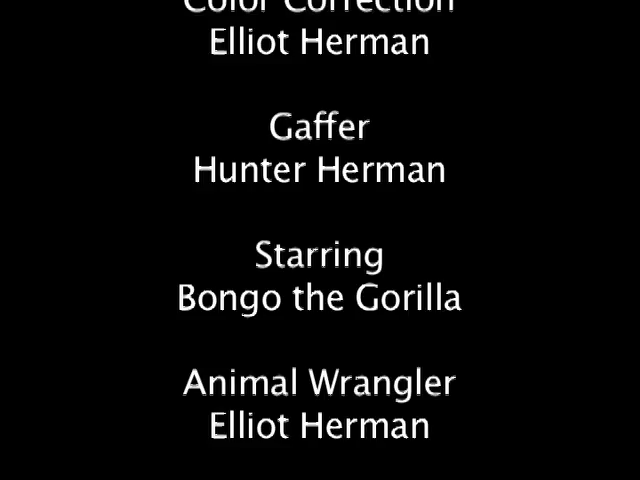 Color Correction
Elliot Herman
Gaffer
Hunter Herman
Starring
Bongo the Gorilla
Animal Wrangler
Elliot Herman